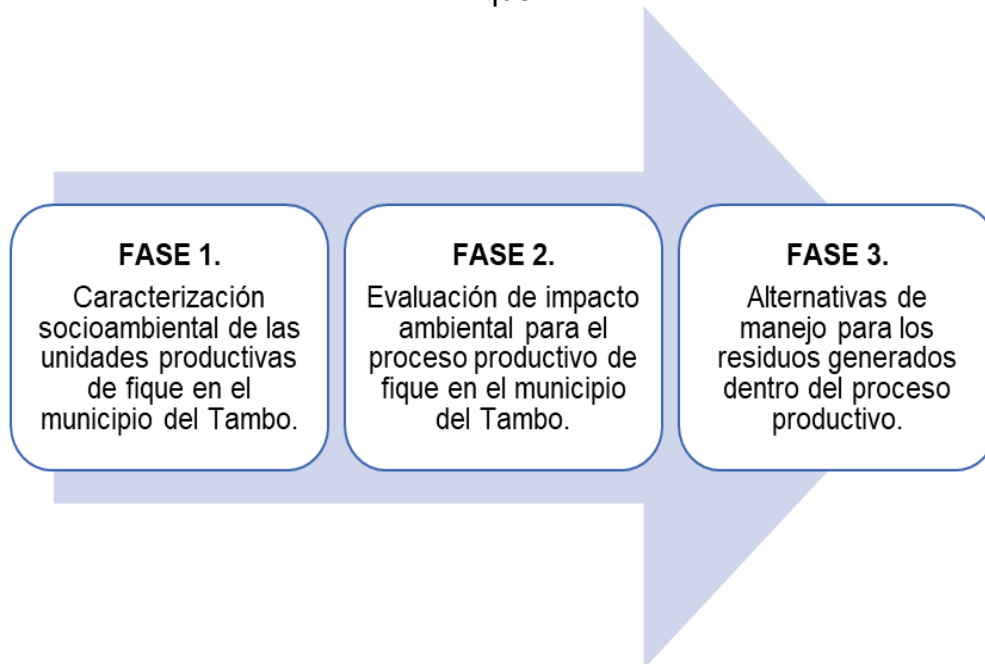 FASE 1.
Caracterización
socioambiental de las
unidades productivas
de fique en el
municipio del Tambo.
FASE 2.
Evaluación de impacto
ambiental para el
proceso productivo de
fique en el municipio
del Tambo.
FASE 3.
Alternativas de
manejo para los
residuos generados
dentro del proceso
productivo.